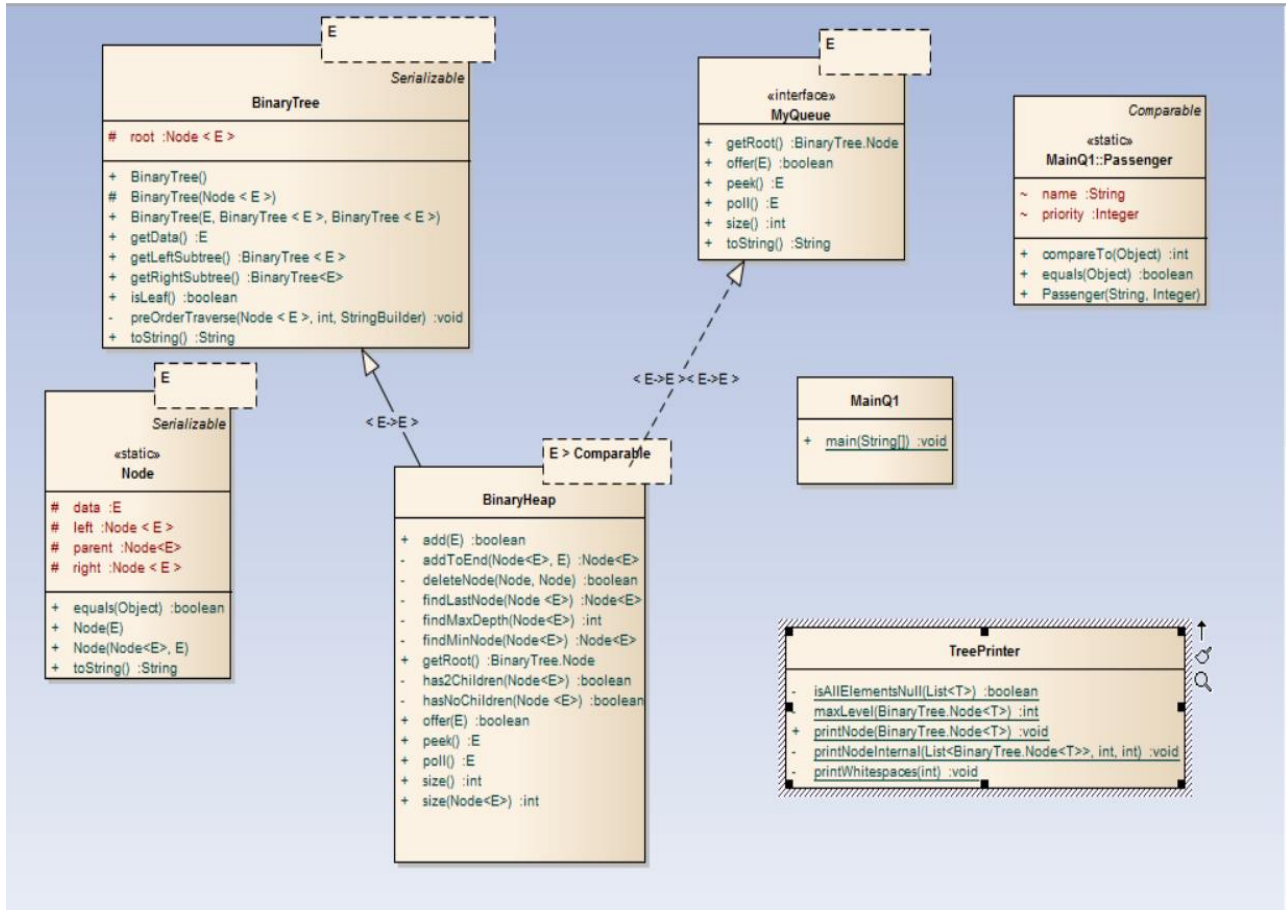 E
Serializable
BinaryTree
# root :Node < E >
+ BinaryTree()
# BinaryTree(Node < E >)
+ BinaryTree(E, BinaryTree < E >, BinaryTree < E >)
+ getData() :E
+ getLeftSubtree() :BinaryTree < E >
+ getRightSubtree() :BinaryTree<E>
+ isLeaf() :boolean
- preOrderTraverse(Node < E >, int, StringBuilder) :void
+ toString() :String
E
«interface»
MyQueue
+ getRoot() :BinaryTree.Node
+ offer(E) :boolean
+ peek() :E
+ poll() :E
+ size() :int
+ toString() :String
Comparable
«static»
MainQ1::Passenger
~ name :String
~ priority :Integer
+ compareTo(Object) :int
+ equals(Object) :boolean
+ Passenger(String, Integer)
E
Serializable
«static»
Node
# data :E
# left :Node < E >
# parent :Node<E>
# right :Node < E >
+ equals(Object) :boolean
+ Node(E)
+ Node(Node<E>, E)
+ toString() :String
< E->E >
< E->E >< E->E >
MainQ1
+ main(String[]) :void
E > Comparable
BinaryHeap
+ add(E) :boolean
- addToEnd(Node<E>, E) :Node<E>
- deleteNode(Node, Node) :boolean
- findLastNode(Node <E>) :Node<E>
- findMaxDepth(Node<E>) :int
- findMinNode(Node<E>) :Node<E>
+ getRoot() :BinaryTree.Node
- has2Children(Node<E>) :boolean
- hasNoChildren(Node <E>) :boolean
+ offer(E) :boolean
+ peek() :E
+ poll() :E
+ size() :int
+ size(Node<E>) :int
TreePrinter
- isAllElementsNull(List<T>) :boolean
- maxLevel(BinaryTree.Node<T>) :int
+ printNode(BinaryTree.Node<T>) :void
- printNodeInternal(List<BinaryTree.Node<T>>, int, int) :void
- printWhitespaces(int) :void